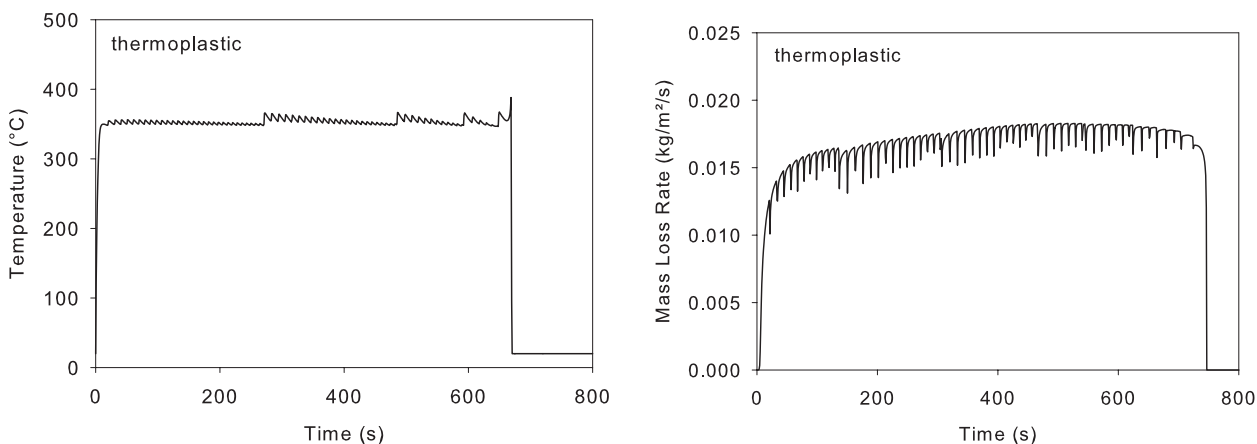 Temperature (°C)
500
400
300
200
100
0
thermoplastic
0 200 400 600 800
Time (s)
Mass Loss Rate (kg/m²/s)
0.025
0.020
0.015
0.010
0.005
0.000
thermoplastic
0 200 400 600 800
Time (s)